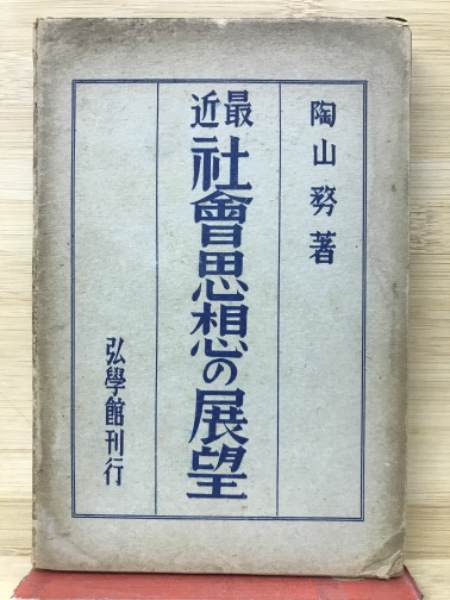 陶山務著
最近
社會思想の展望
弘學館刊行